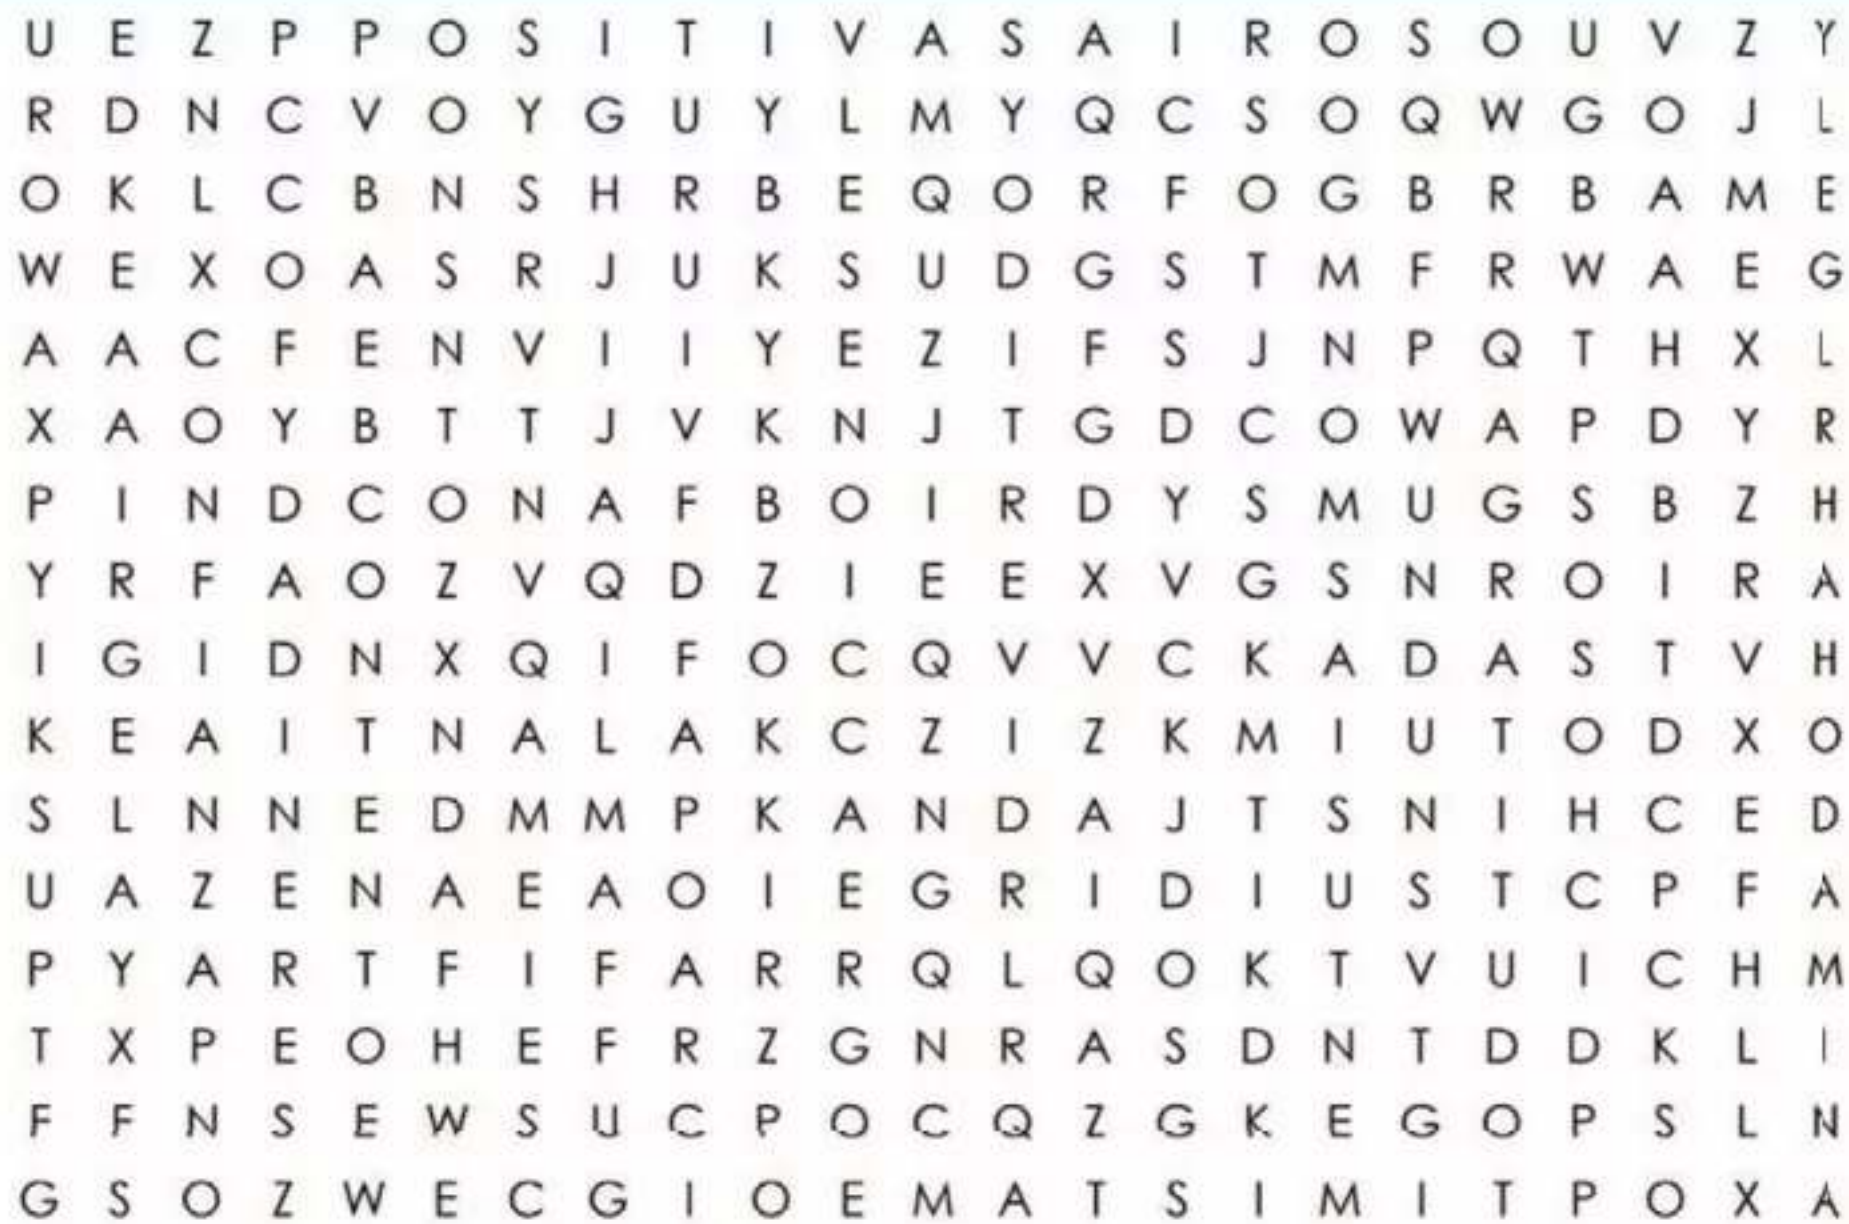 U E Z P P O S I T I V A S A I R O S O U V Z Y
R D N C V O Y G U Y L M Y Q C S O Q W G O J L
O K L C B N S H R B E Q O R F O G B R B A M E
W E X O A S R J U K S U D G S T M F R W A E G
A A C F E N V I I Y E Z I F S J N P Q T H X L
X A O Y B T T J V K N J T G D C O W A P D Y R
P I N D C O N A F B O I R D Y S M U G S B Z H
Y R F A O Z V Q D Z I E E X V G S N R O I R A
I G I D N X Q I F O C Q V V C K A D A S T V H
K E A I T N A L A K C Z I Z K M I U T O D X O
S L N N E D M M P K A N D A J T S N I H C E D
U A Z E N A E A O I E G R I D I U S T C P F A
P Y A R T F I F A R R Q L Q O K T V U I C H M
T X P E O H E F R Z G N R A S D N T D D K L I
F F N S E W S U C P O C Q Z G K E G O P S L N
G S O Z W E C G I O E M A T S I M I T P O X A